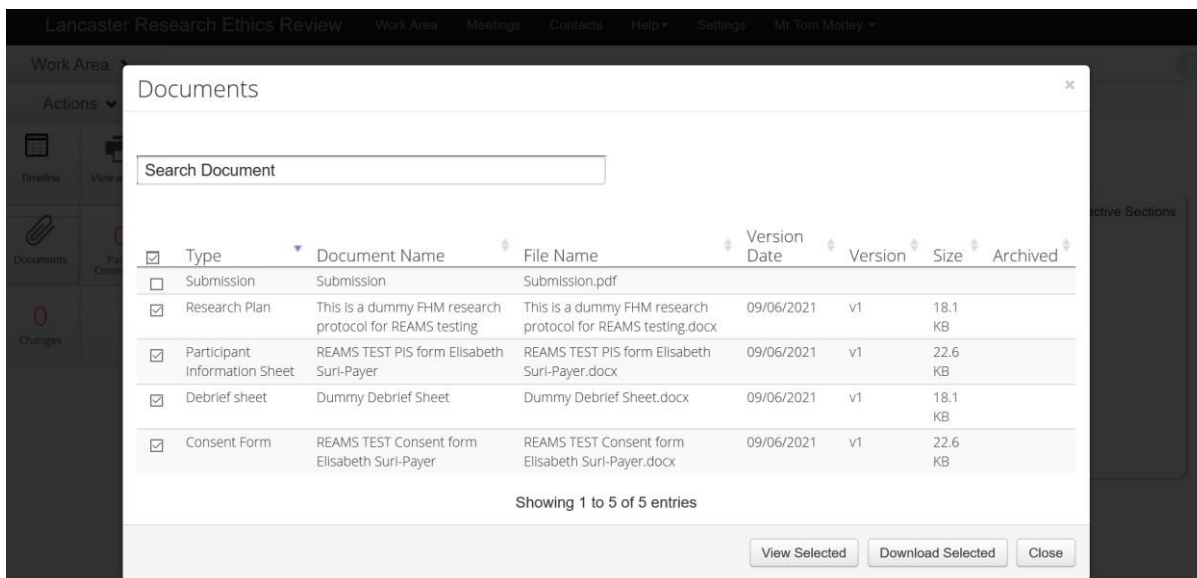 Lancaster Research Ethics Review Work Area Meetings Contacts Help Settings Mr Tom Morley
Work Area
Documents ×
Actions
Search Document
Timeline
Type Document Name File Name Version Date Version Size Archived
Submission Submission Submission.pdf
Research Plan This is a dummy FHM research protocol for REAMS testing This is a dummy FHM research protocol for REAMS testing.docx 09/06/2021 v1 18.1 KB
Participant Information Sheet REAMS TEST PIS form Elisabeth Suri-Payer REAMS TEST PIS form Elisabeth Suri-Payer.docx 09/06/2021 v1 22.6 KB
Debrief sheet Dummy Debrief Sheet Dummy Debrief Sheet.docx 09/06/2021 v1 18.1 KB
Consent Form REAMS TEST Consent form Elisabeth Suri-Payer REAMS TEST Consent form Elisabeth Suri-Payer.docx 09/06/2021 v1 22.6 KB
Showing 1 to 5 of 5 entries
View Selected Download Selected Close
Documents
0
Changes
Sections